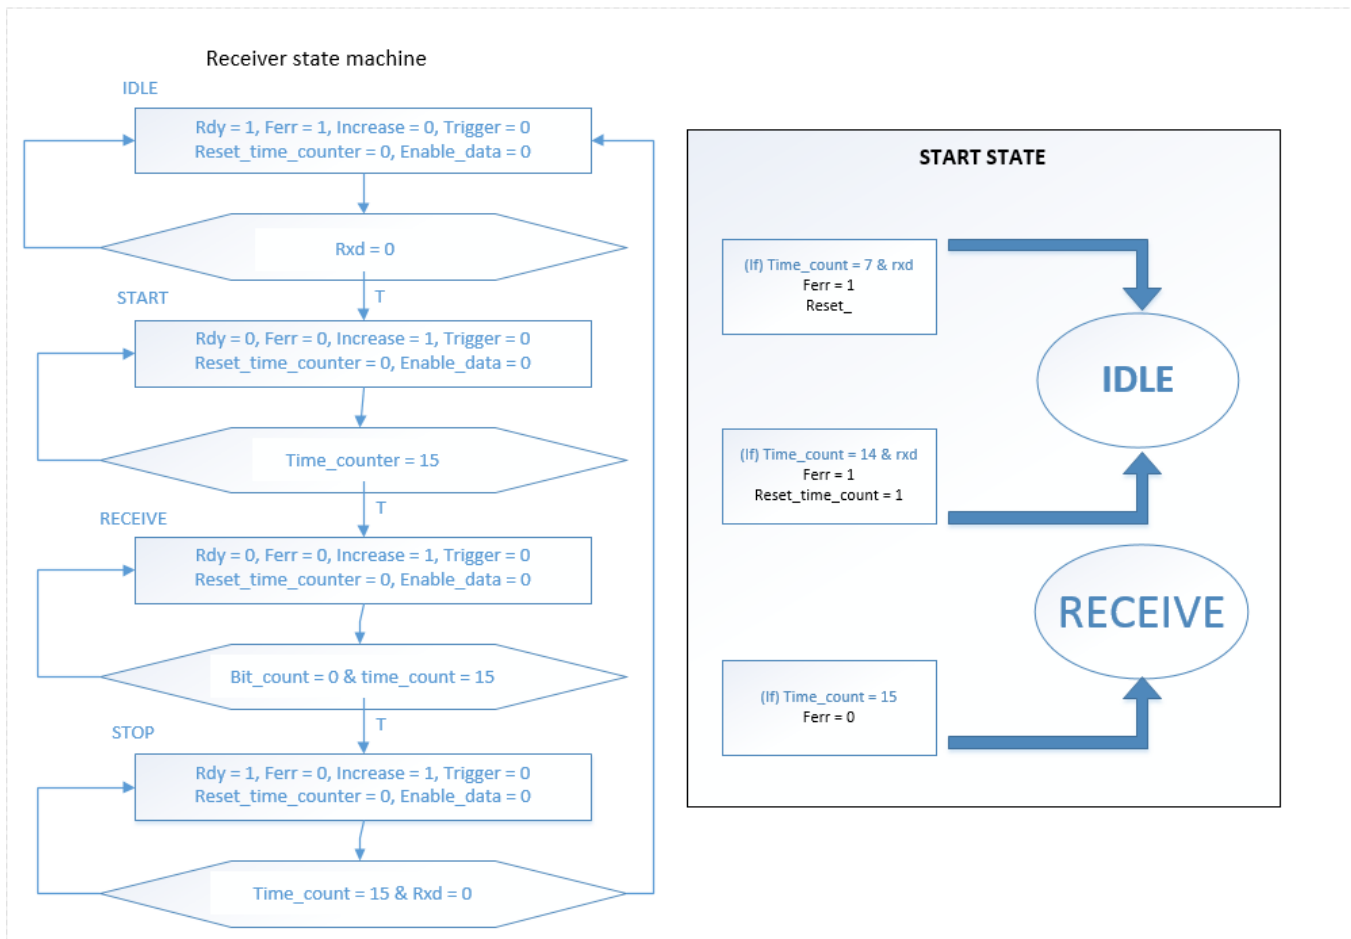 Receiver state machine
IDLE
Rdy = 1, Ferr = 1, Increase = 0, Trigger = 0
Reset_time_counter = 0, Enable_data = 0
Rxd = 0
T
START
Rdy = 0, Ferr = 0, Increase = 1, Trigger = 0
Reset_time_counter = 0, Enable_data = 0
Time_counter = 15
T
RECEIVE
Rdy = 0, Ferr = 0, Increase = 1, Trigger = 0
Reset_time_counter = 0, Enable_data = 0
Bit_count = 0 & time_count = 15
T
STOP
Rdy = 1, Ferr = 0, Increase = 1, Trigger = 0
Reset_time_counter = 0, Enable_data = 0
Time_count = 15 & Rxd = 0
START STATE
(If) Time_count = 7 & rxd
Ferr = 1
Reset_
IDLE
(If) Time_count = 14 & rxd
Ferr = 1
Reset_time_count = 1
RECEIVE
(If) Time_count = 15
Ferr = 0